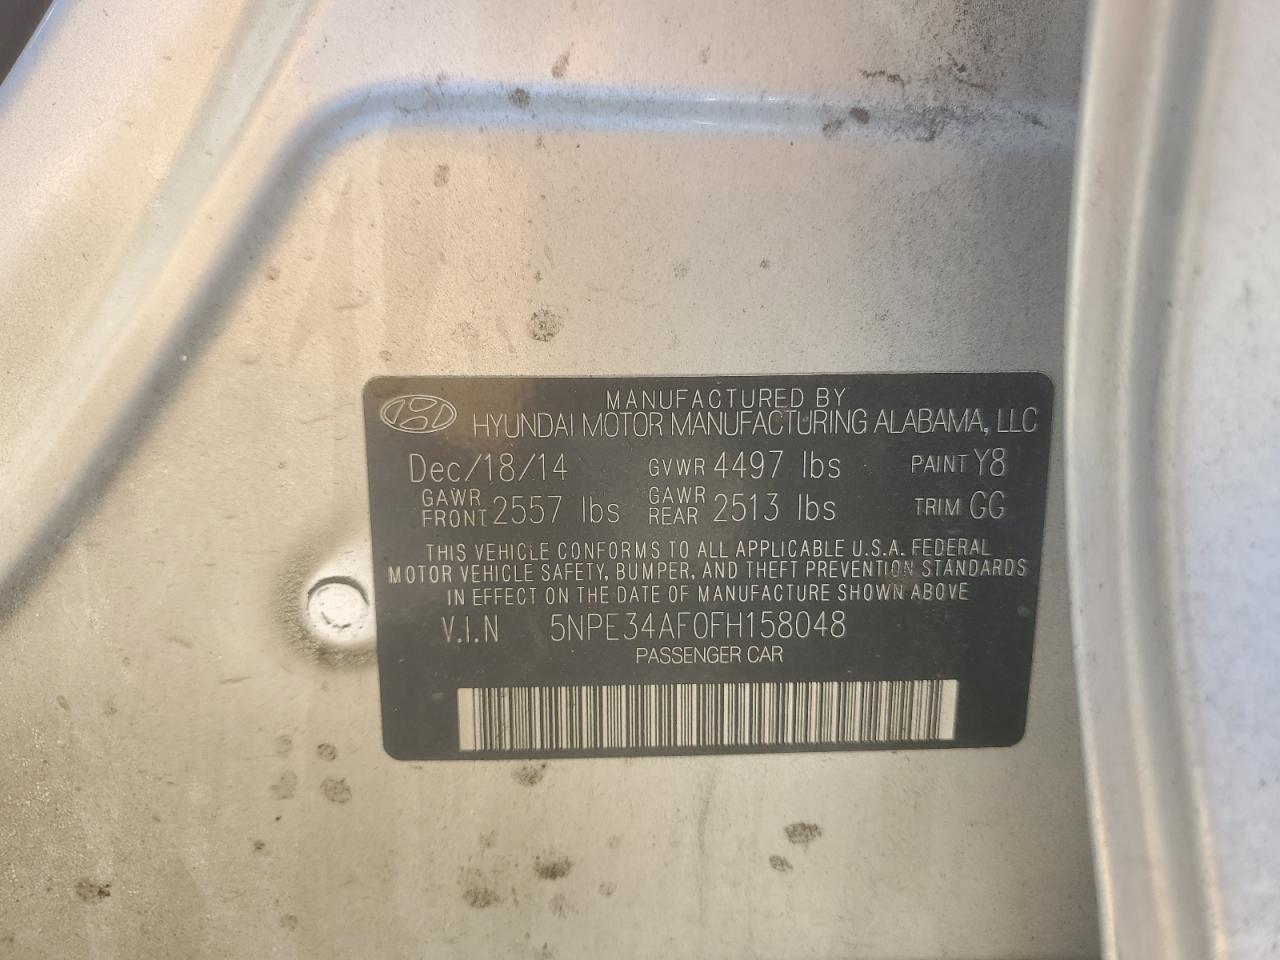 MANUFACTURED BY
HYUNDAI MOTOR MANUFACTURING ALABAMA, LLC
Dec/18/14 GVWR 4497 lbs PAINT Y8
GAWR FRONT 2557 lbs GAWR REAR 2513 lbs TRIM GG
THIS VEHICLE CONFORMS TO ALL APPLICABLE U.S.A. FEDERAL
MOTOR VEHICLE SAFETY, BUMPER, AND THEFT PREVENTION STANDARDS
IN EFFECT ON THE DATE OF MANUFACTURE SHOWN ABOVE
V.I.N 5NPE34AF0FH158048
PASSENGER CAR